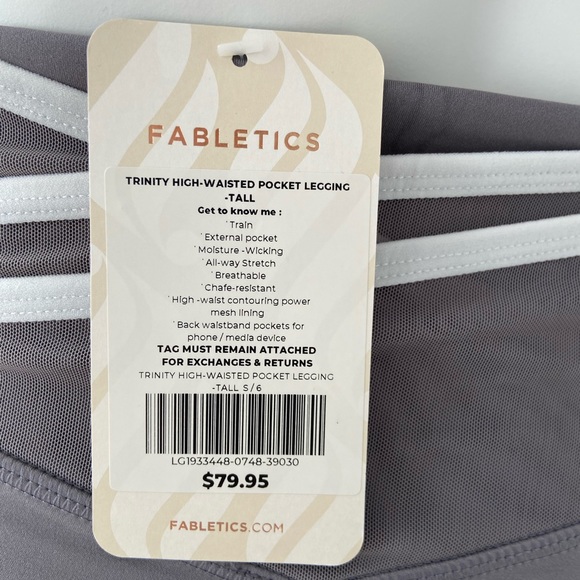 FABLETICS
TRINITY HIGH-WAISTED POCKET LEGGING
-TALL
Get to know me :
*Train
*External pocket
*Moisture -Wicking
*All-way Stretch
*Breathable
*Chafe-resistant
*High -waist contouring power
mesh lining
*Back waistband pockets for
phone / media device
TAG MUST REMAIN ATTACHED
FOR EXCHANGES & RETURNS
TRINITY HIGH-WAISTED POCKET LEGGING
-TALL S / 6
LG1933448-0748-39030
$79.95
FABLETICS.COM